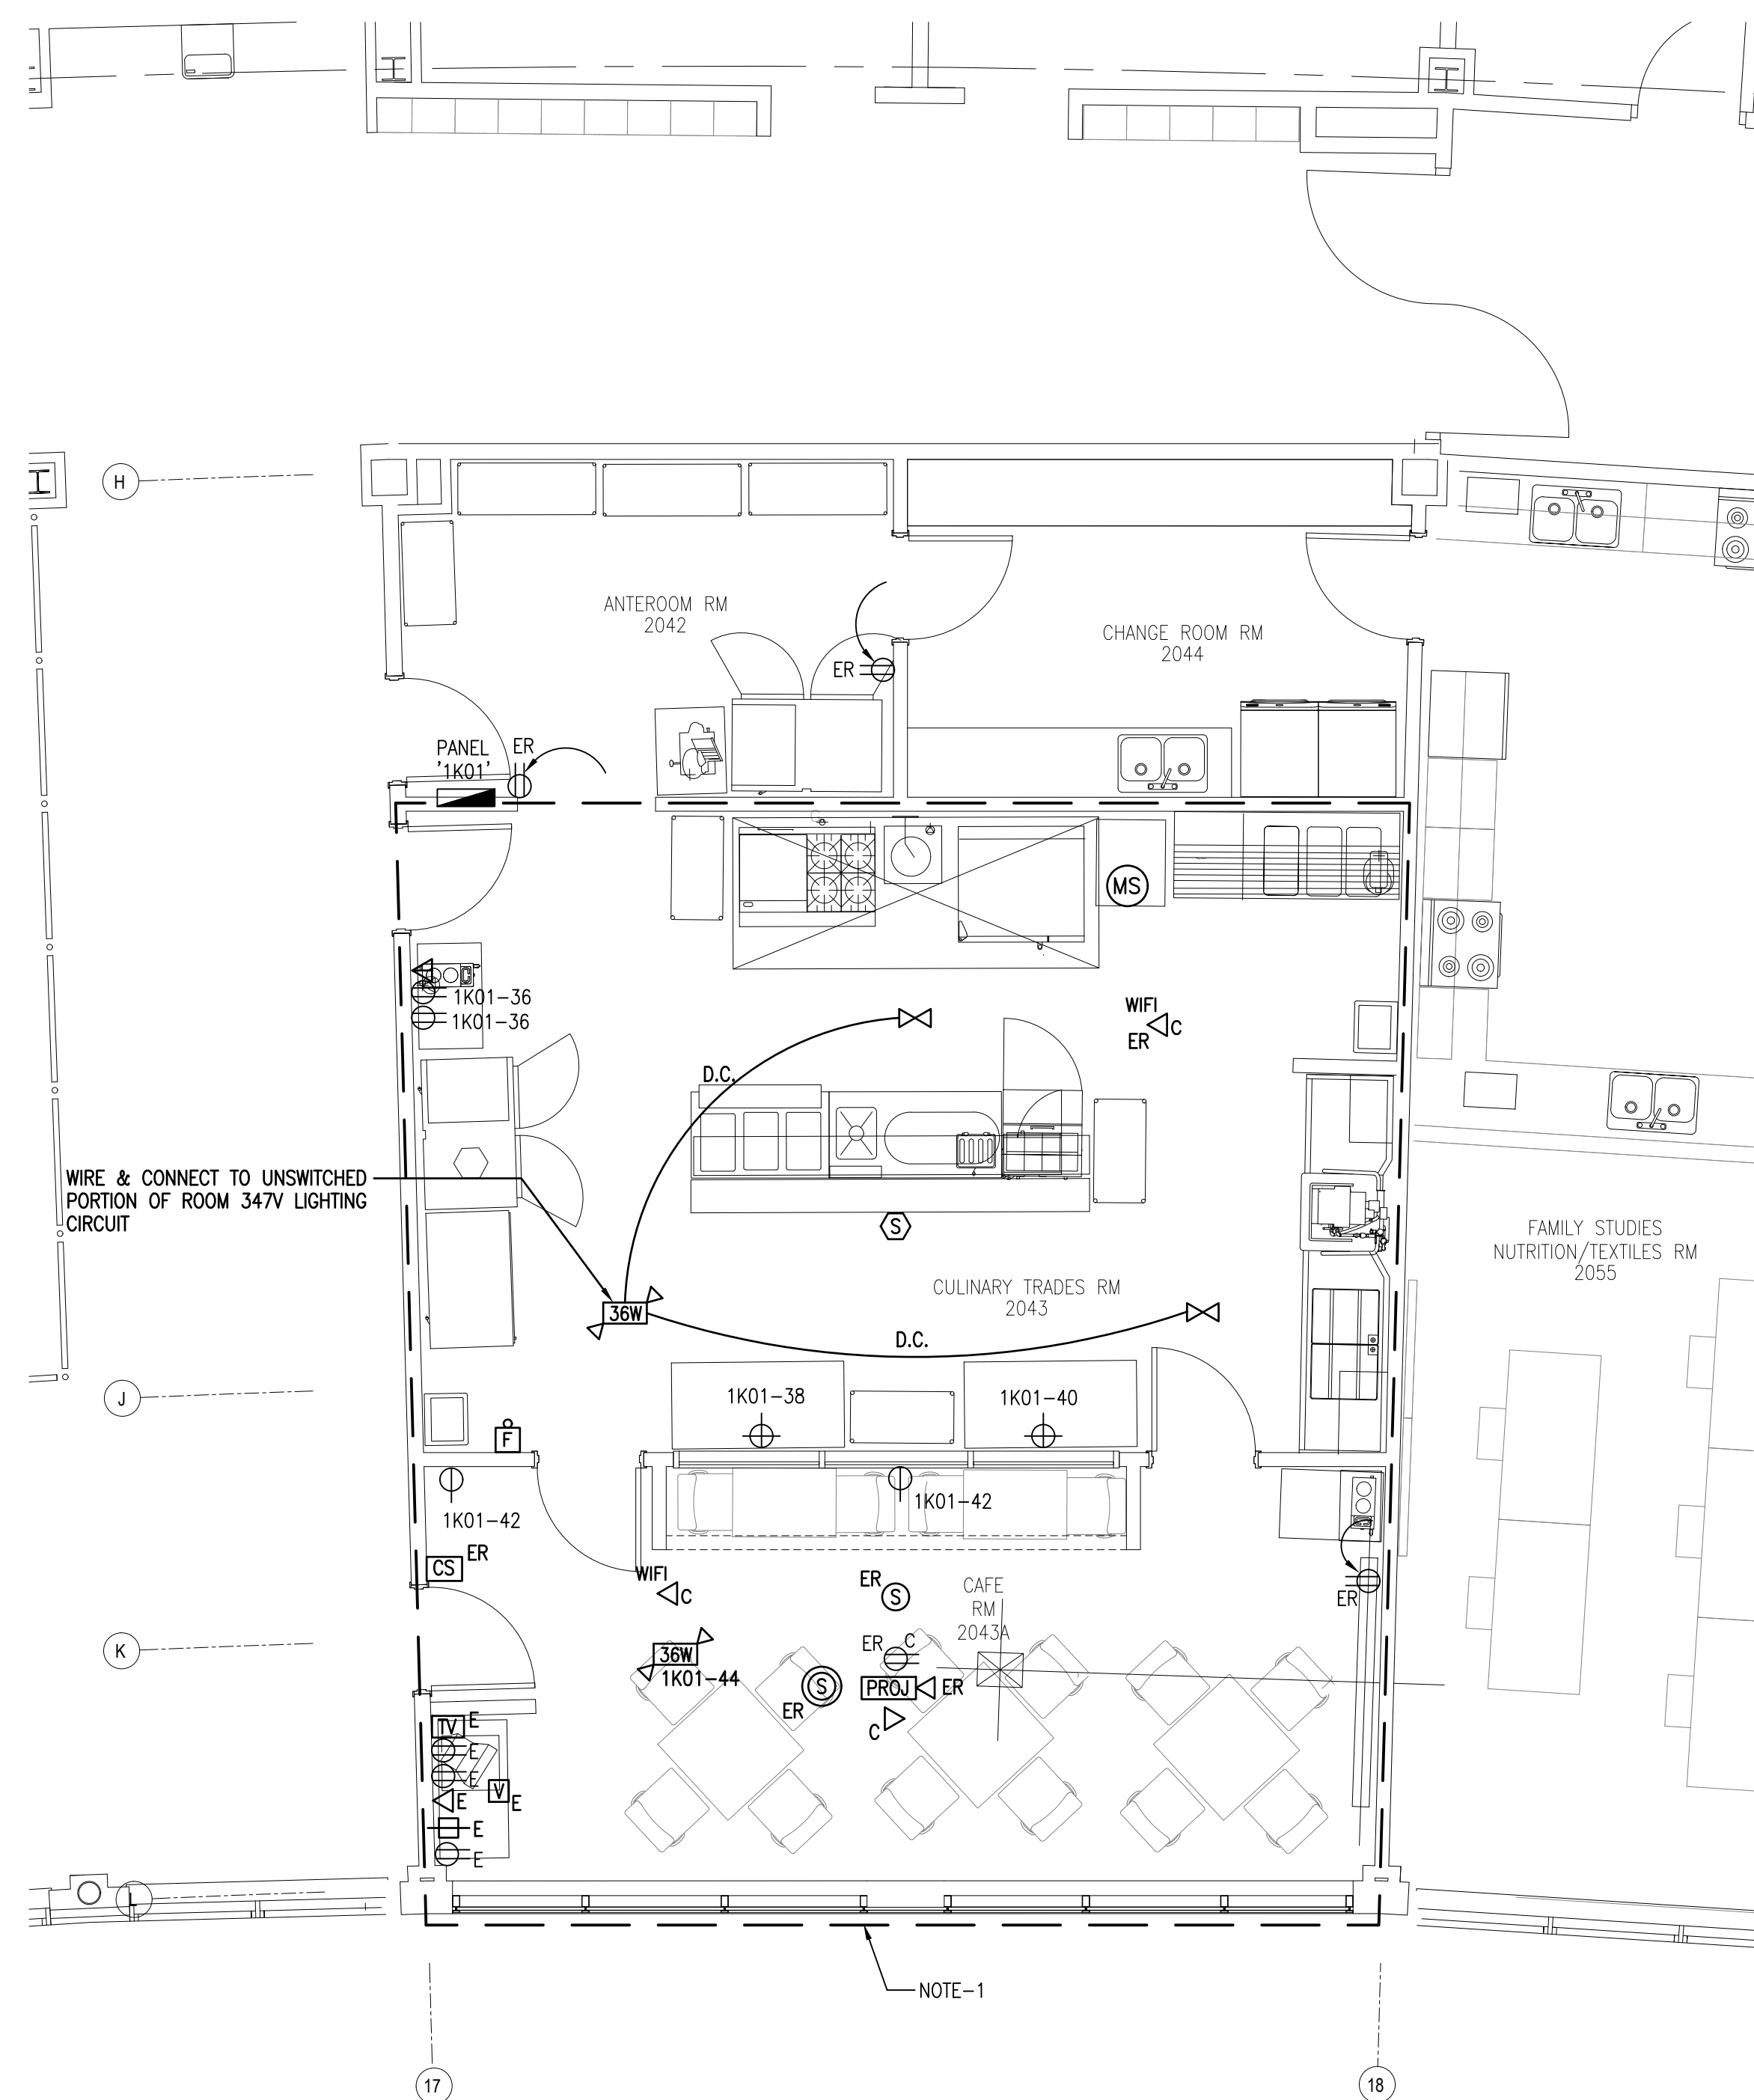 H
ANTEROOM RM
2042
CHANGE ROOM RM
2044
ER
PANEL
'1K01'
ER
MS
1K01-36
1K01-36
WIFI
C
ER
D.C.
WIRE & CONNECT TO UNSWITCHED
PORTION OF ROOM 347V LIGHTING
CIRCUIT
S
FAMILY STUDIES
NUTRITION/TEXTILES RM
2055
CULINARY TRADES RM
2043
36W
D.C.
J
1K01-38
1K01-40
F
1K01-42
1K01-42
CS
ER
WIFI
C
ER
S
CAFE
RM
2043A
ER
K
36W
1K01-44
ER
C
S
ER
PROJ
ER
C
TV
E
E
E
V
E
E
E
E
L
NOTE-1
17
18